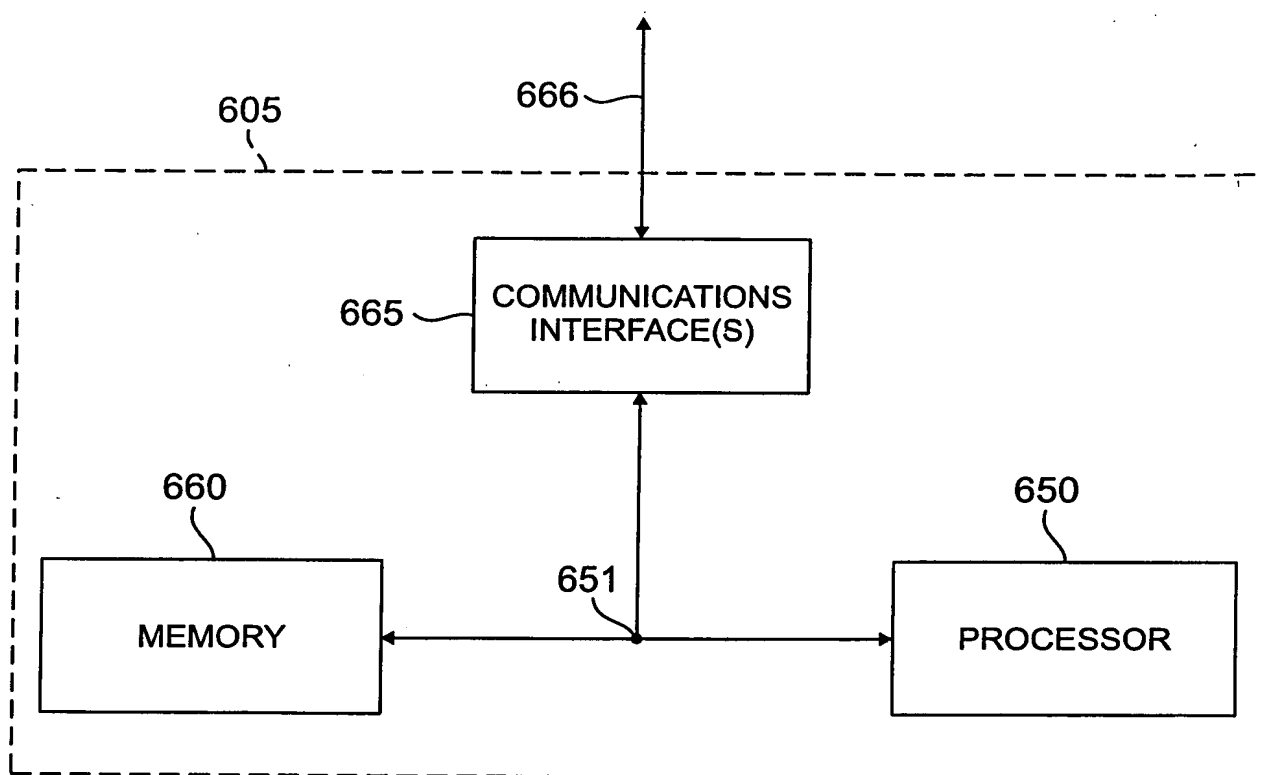 666
605
COMMUNICATIONS
INTERFACE(S)
665
660
650
651
MEMORY
PROCESSOR